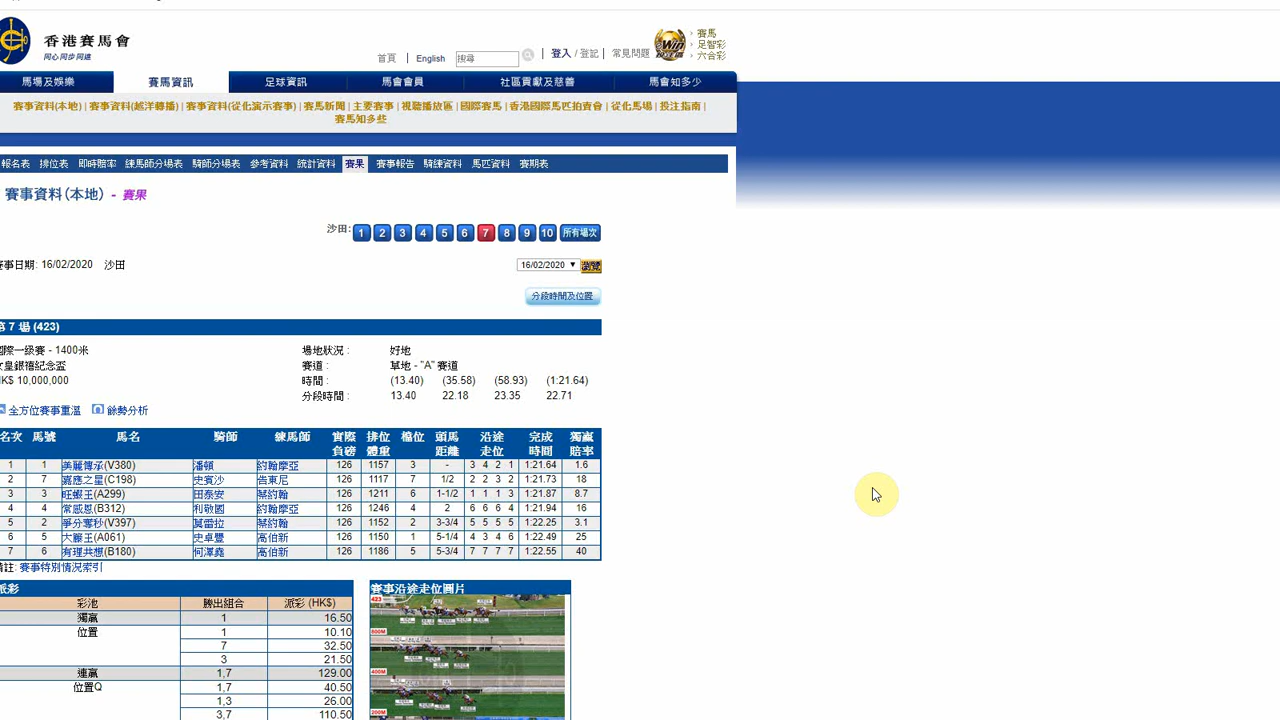 香港賽馬會
同心同步同進
首頁 | English 搜尋 | 登入 / 登記 | 常見問題
賽馬
足智彩
六合彩
馬場及娛樂 賽馬資訊 足球資訊 馬會會員 社區貢獻及慈善 馬會知多少
賽事資料(本地) | 賽事資料(越洋轉播) | 賽事資料(從化演示賽事) | 賽馬新聞 | 主要賽事 | 視聽播放區 | 國際賽馬 | 香港國際馬匹拍賣會 | 從化馬場 | 投注指南 |
賽馬知多些
報名表 排位表 即時賠率 練馬師分場表 騎師分場表 參考資料 統計資料 賽果 賽事報告 騎練資料 馬匹資料 賽期表
賽事資料(本地) - 賽果
沙田: 1 2 3 4 5 6 7 8 9 10 所有場次
賽事日期: 16/02/2020 沙田 16/02/2020 ▼ 瀏覽
分段時間及位置
第 7 場 (423)
國際一級賽 - 1400米 場地狀況 : 好地
女皇銀禧紀念盃 賽道 : 草地 - "A" 賽道
HK$ 10,000,000 時間 : (13.40) (35.58) (58.93) (1:21.64)
分段時間 : 13.40 22.18 23.35 22.71
全方位賽事重溫 餘勢分析
名次 馬號 馬名 騎師 練馬師 實際負磅 排位體重 檔位 頭馬距離 沿途走位 完成時間 獨贏賠率
1 1 美麗傳承(V380) 潘頓 約翰摩亞 126 1157 3 - 3 4 2 1 1:21.64 1.6
2 7 嘉應之星(C198) 史賓沙 告東尼 126 1117 7 1/2 2 2 3 2 1:21.73 18
3 3 旺蝦王(A299) 田泰安 蔡約翰 126 1211 6 1-1/2 1 1 1 3 1:21.87 8.7
4 4 常感恩(B312) 利敬國 約翰摩亞 126 1246 4 2 6 6 6 4 1:21.94 16
5 2 爭分奪秒(V397) 莫雷拉 蔡約翰 126 1152 2 3-3/4 5 5 5 5 1:22.25 3.1
6 5 大籔王(A061) 史卓豐 高伯新 126 1150 1 5-1/4 4 3 4 6 1:22.49 25
7 6 有理共想(B180) 何澤堯 高伯新 126 1186 5 5-3/4 7 7 7 7 1:22.55 40
備註: 賽事特別情況索引
派彩 賽事沿途走位圖片
彩池 勝出組合 派彩 (HK$)
獨贏 1 16.50
位置 1 10.10
7 32.50
3 21.50
連贏 1,7 129.00
位置Q 1,7 40.50
1,3 26.00
3,7 110.50
423
800M
400M
200M